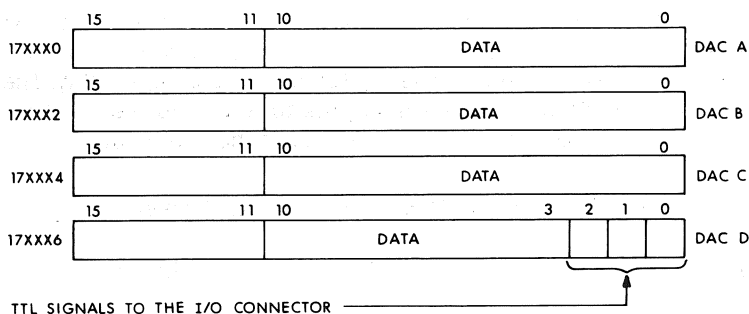 15 11 10 0
17XXX0 DATA DAC A
15 11 10 0
17XXX2 DATA DAC B
15 11 10 0
17XXX4 DATA DAC C
15 11 10 3 2 1 0
17XXX6 DATA DAC D
TTL SIGNALS TO THE I/O CONNECTOR